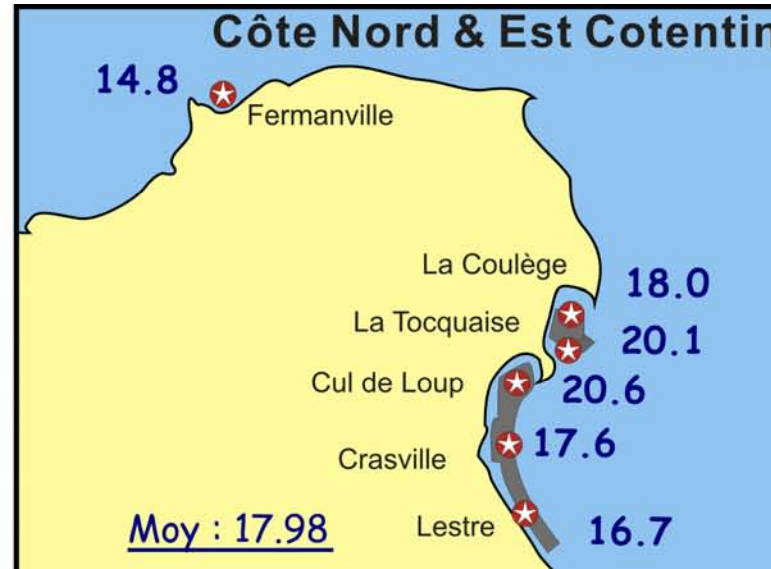 Côte Nord & Est Cotentin
14.8
Fermanville
La Coulège
18.0
La Tocquaise
20.1
Cul de Loup
20.6
Crasville
17.6
Moy : 17.98
Lestre
16.7